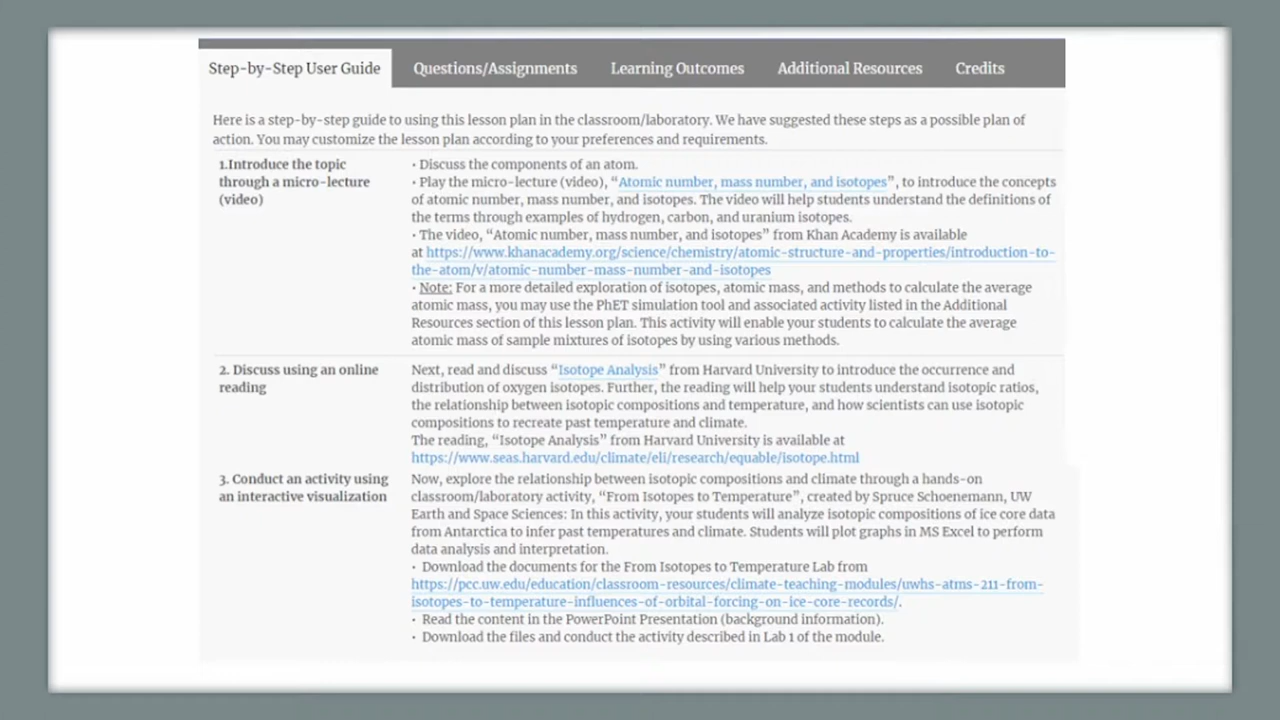 Step-by-Step User Guide
Questions/Assignments
Learning Outcomes
Additional Resources
Credits
Here is a step-by-step guide to using this lesson plan in the classroom/laboratory. We have suggested these steps as a possible plan of
action. You may customize the lesson plan according to your preferences and requirements.
1.Introduce the topic
through a micro-lecture
(video)
• Discuss the components of an atom.
• Play the micro-lecture (video), “Atomic number, mass number, and isotopes”, to introduce the concepts
of atomic number, mass number, and isotopes. The video will help students understand the definitions of
the terms through examples of hydrogen, carbon, and uranium isotopes.
• The video, “Atomic number, mass number, and isotopes” from Khan Academy is available
at https://www.khanacademy.org/science/chemistry/atomic-structure-and-properties/introduction-to-
the-atom/v/atomic-number-mass-number-and-isotopes
• Note: For a more detailed exploration of isotopes, atomic mass, and methods to calculate the average
atomic mass, you may use the PhET simulation tool and associated activity listed in the Additional
Resources section of this lesson plan. This activity will enable your students to calculate the average
atomic mass of sample mixtures of isotopes by using various methods.
2. Discuss using an online
reading
Next, read and discuss “Isotope Analysis” from Harvard University to introduce the occurrence and
distribution of oxygen isotopes. Further, the reading will help your students understand isotopic ratios,
the relationship between isotopic compositions and temperature, and how scientists can use isotopic
compositions to recreate past temperature and climate.
The reading, “Isotope Analysis” from Harvard University is available at
https://www.seas.harvard.edu/climate/eli/research/equable/isotope.html
3. Conduct an activity using
an interactive visualization
Now, explore the relationship between isotopic compositions and climate through a hands-on
classroom/laboratory activity, “From Isotopes to Temperature”, created by Spruce Schoenemann, UW
Earth and Space Sciences: In this activity, your students will analyze isotopic compositions of ice core data
from Antarctica to infer past temperatures and climate. Students will plot graphs in MS Excel to perform
data analysis and interpretation.
• Download the documents for the From Isotopes to Temperature Lab from
https://pcc.uw.edu/education/classroom-resources/climate-teaching-modules/uwhs-atms-211-from-
isotopes-to-temperature-influences-of-orbital-forcing-on-ice-core-records/.
• Read the content in the PowerPoint Presentation (background information).
• Download the files and conduct the activity described in Lab 1 of the module.